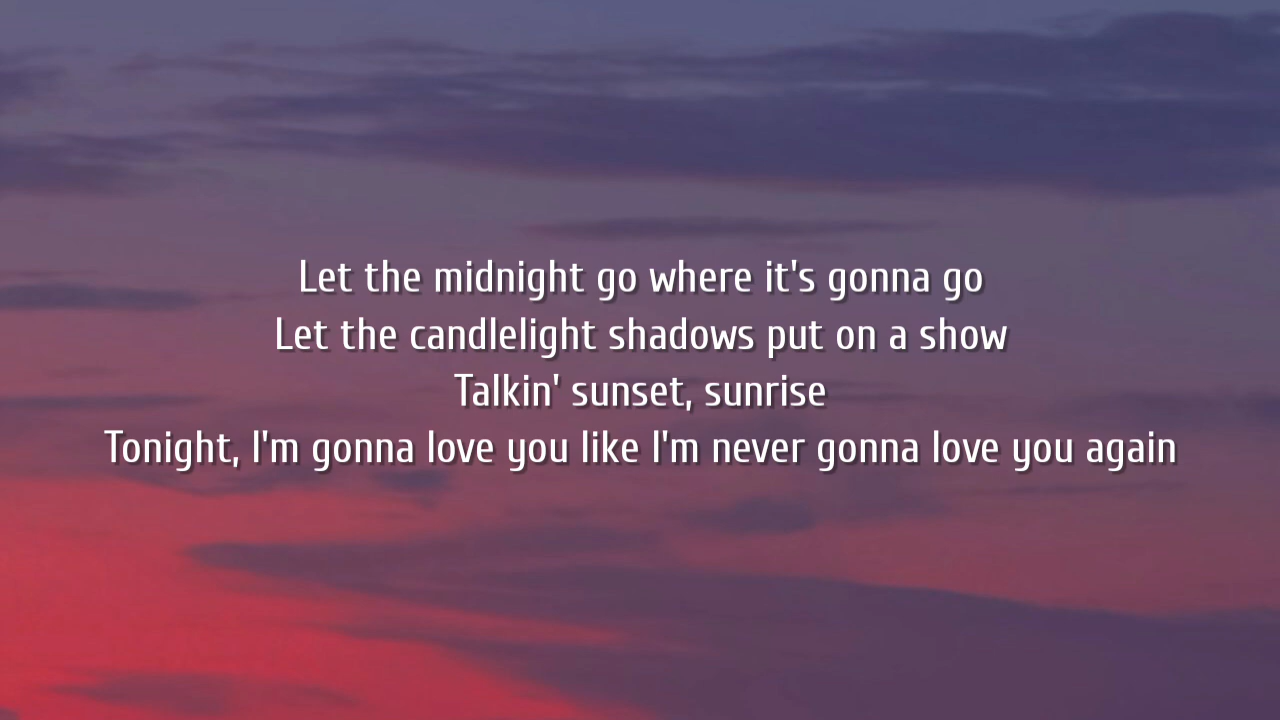 Let the midnight go where it's gonna go
Let the candlelight shadows put on a show
Talkin' sunset, sunrise
Tonight, I'm gonna love you like I'm never gonna love you again